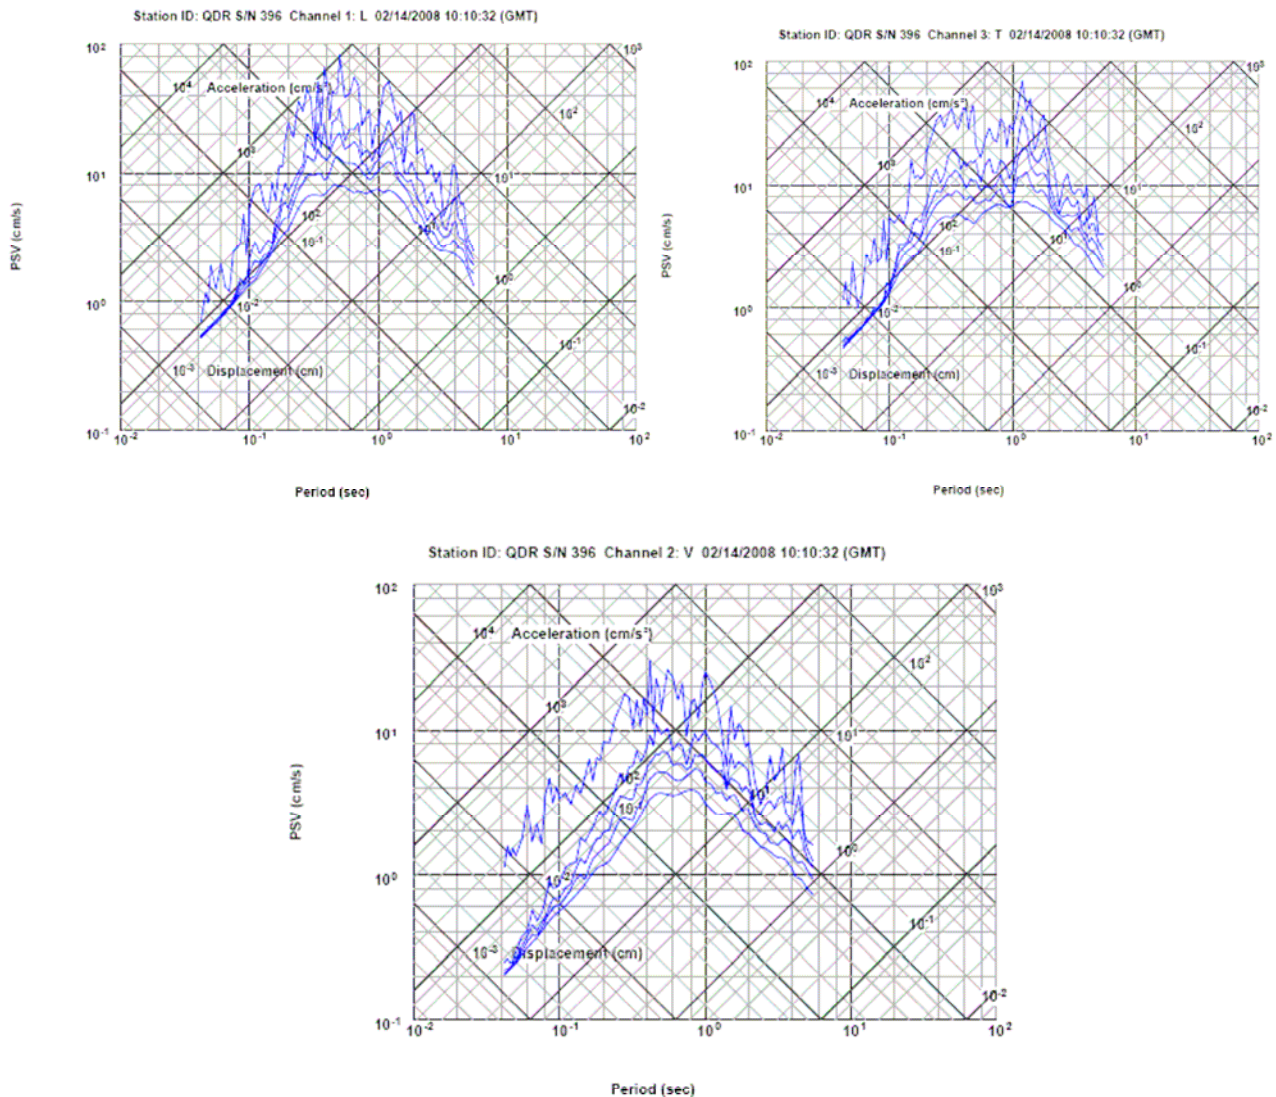 Station ID: QDR S/N 396 Channel 1: L 02/14/2008 10:10:32 (GMT)
10² 10³
10⁴ Acceleration (cm/s²)
10²
10³
10¹ 10¹
10²
10¹
10⁻¹
PSV (cm/s)
10⁰
10⁰ 10⁻²
10⁻¹
10⁻³ Displacement (cm)
10⁻²
10⁻¹
10⁻² 10⁻¹ 10⁰ 10¹ 10²
Period (sec)
Station ID: QDR S/N 396 Channel 3: T 02/14/2008 10:10:32 (GMT)
10² 10³
10⁴ Acceleration (cm/s²)
10²
10³
10¹ 10¹
10²
10¹
10⁻¹
PSV (cm/s)
10⁰
10⁰ 10⁻²
10⁻¹
10⁻³ Displacement (cm)
10⁻²
10⁻¹
10⁻² 10⁻¹ 10⁰ 10¹ 10²
Period (sec)
Station ID: QDR S/N 396 Channel 2: V 02/14/2008 10:10:32 (GMT)
10² 10³
10⁴ Acceleration (cm/s²)
10²
10³
10¹ 10¹
10²
10¹
10⁻¹
PSV (cm/s)
10⁰
10⁰ 10⁻²
10⁻¹
10⁻³ Displacement (cm)
10⁻²
10⁻¹
10⁻² 10⁻¹ 10⁰ 10¹ 10²
Period (sec)